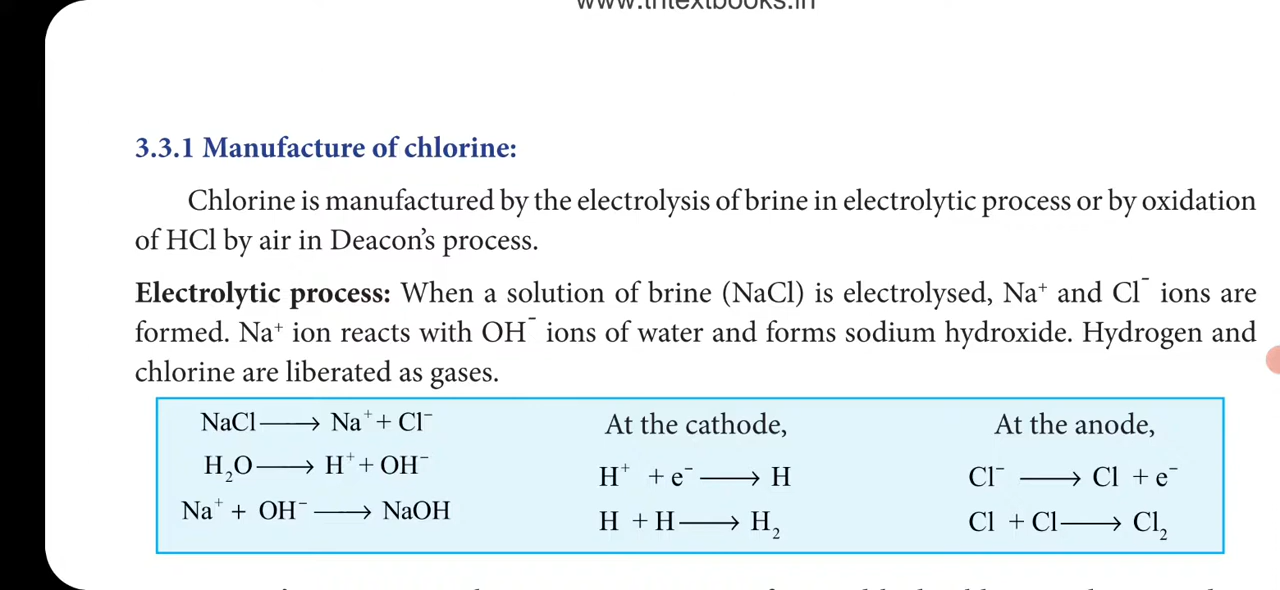 www.tntextbooks.in
3.3.1 Manufacture of chlorine:
Chlorine is manufactured by the electrolysis of brine in electrolytic process or by oxidation
of HCl by air in Deacon's process.
Electrolytic process: When a solution of brine (NaCl) is electrolysed, Na⁺ and Cl⁻ ions are
formed. Na⁺ ion reacts with OH⁻ ions of water and forms sodium hydroxide. Hydrogen and
chlorine are liberated as gases.
NaCl ⟶ Na⁺ + Cl⁻
H₂O ⟶ H⁺ + OH⁻
Na⁺ + OH⁻ ⟶ NaOH
At the cathode,
H⁺ + e⁻ ⟶ H
H + H ⟶ H₂
At the anode,
Cl⁻ ⟶ Cl + e⁻
Cl + Cl ⟶ Cl₂